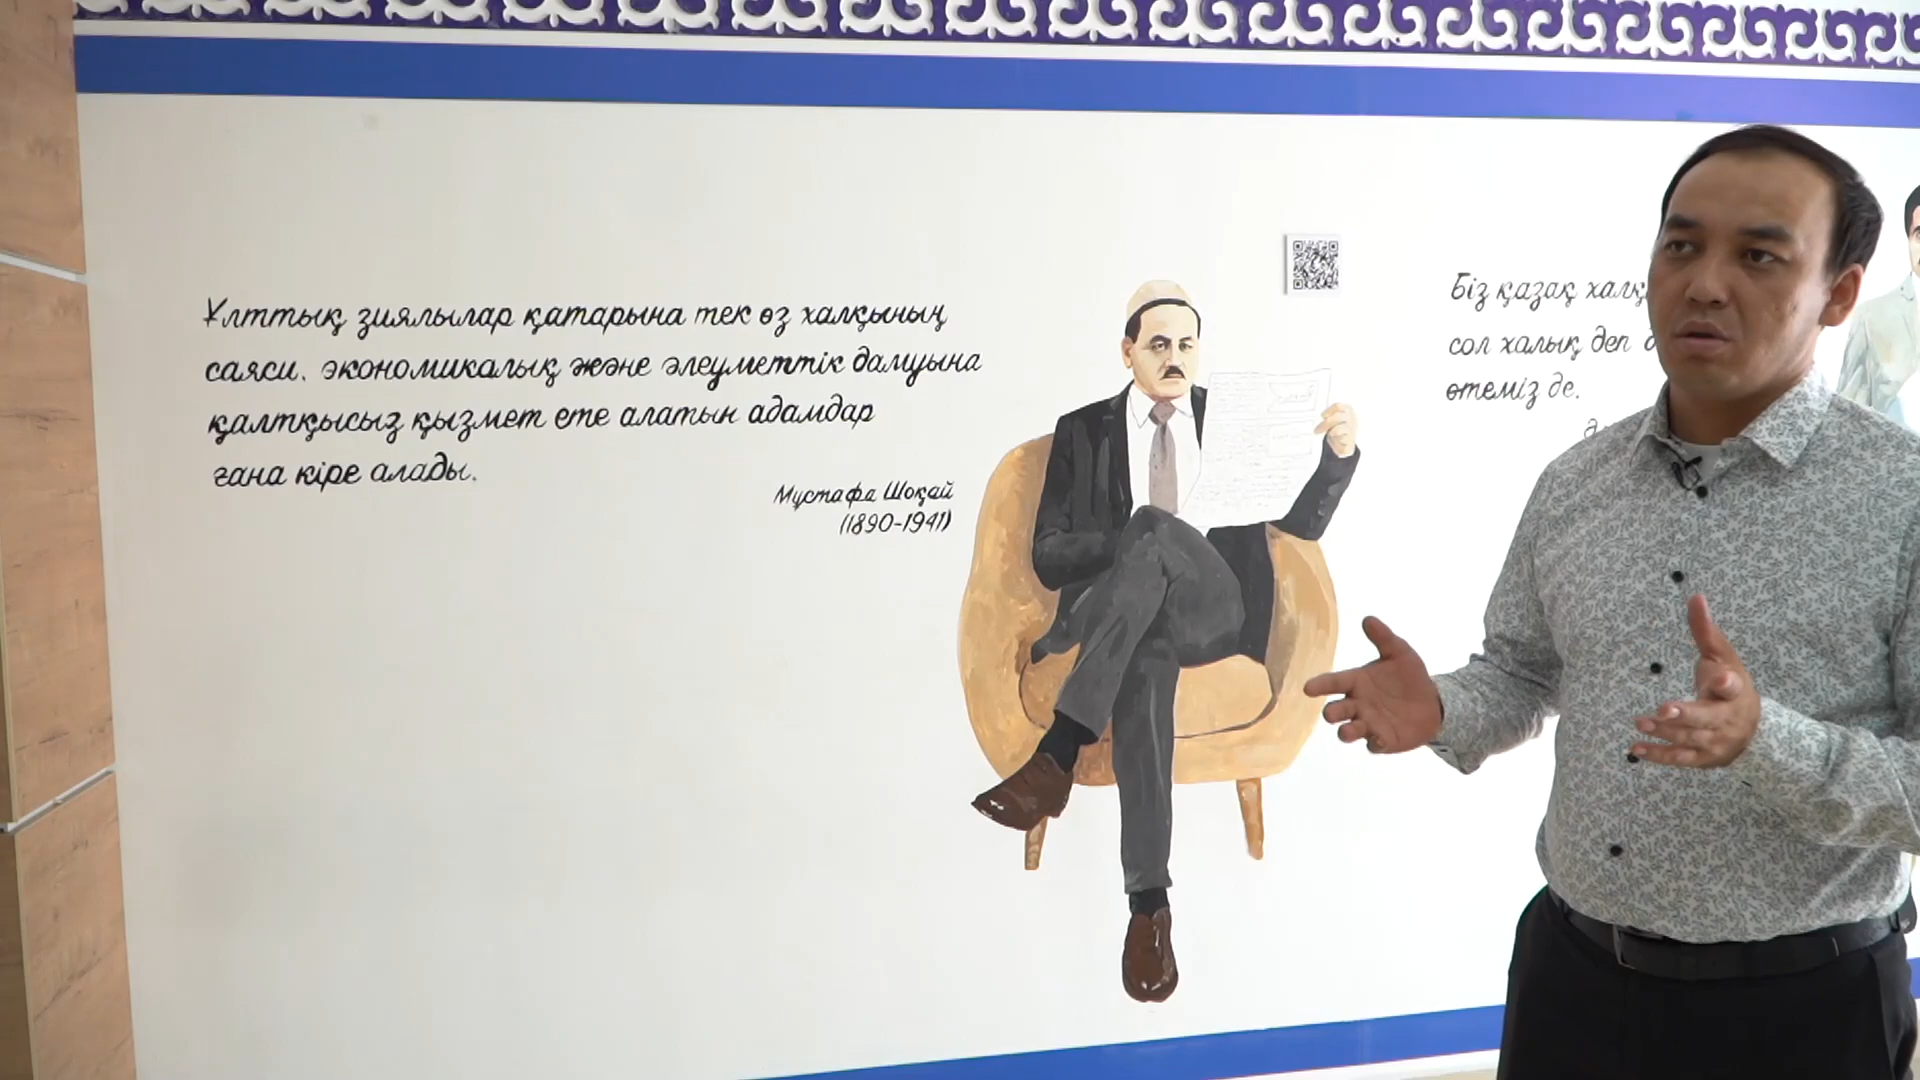 Ұлттық зиялылар қатарына тек өз халқының
саяси, экономикалық және әлеуметтік дамуына
қалтқысыз қызмет ете алатын адамдар
ғана кіре алады.
Мұстафа Шоқай
(1890-1941)
Біз қазақ
сол халық деп
өтеміз де.